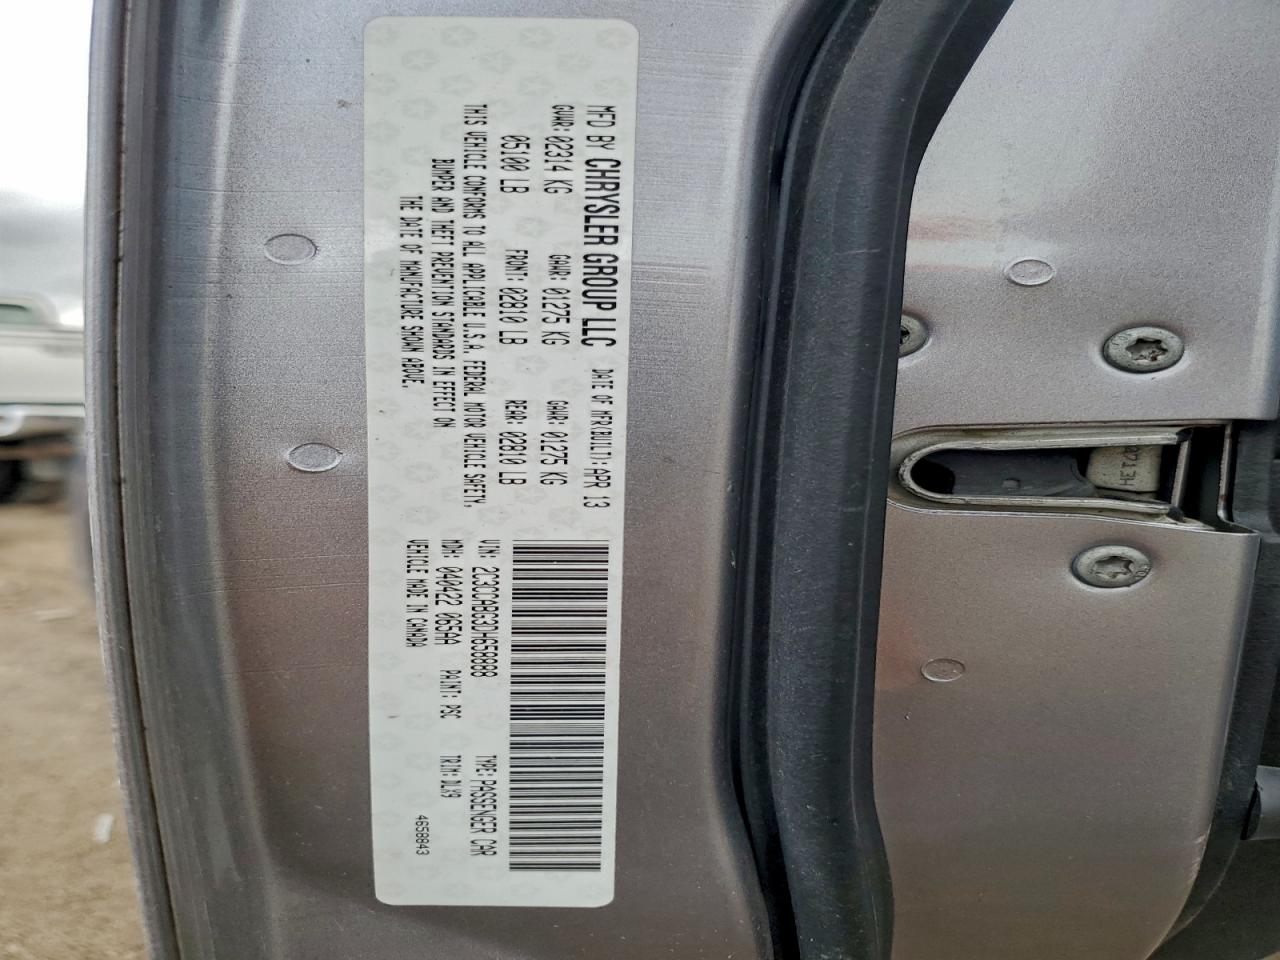 MFD BY CHRYSLER GROUP LLC DATE OF MFR(BUILT): APR 13
GVWR: 02314 KG GAWR: 01275 KG GAWR: 01275 KG
05100 LB FRONT: 02810 LB REAR: 02810 LB
THIS VEHICLE CONFORMS TO ALL APPLICABLE U.S.A. FEDERAL MOTOR VEHICLE SAFETY,
BUMPER AND THEFT PREVENTION STANDARDS IN EFFECT ON
THE DATE OF MANUFACTURE SHOWN ABOVE.
VIN: 2C3CCABG3DH658888 TYPE: PASSENGER CAR
MDH: 040422 065AA PAINT: PSC TRIM: DLX9
VEHICLE MADE IN CANADA
4658843